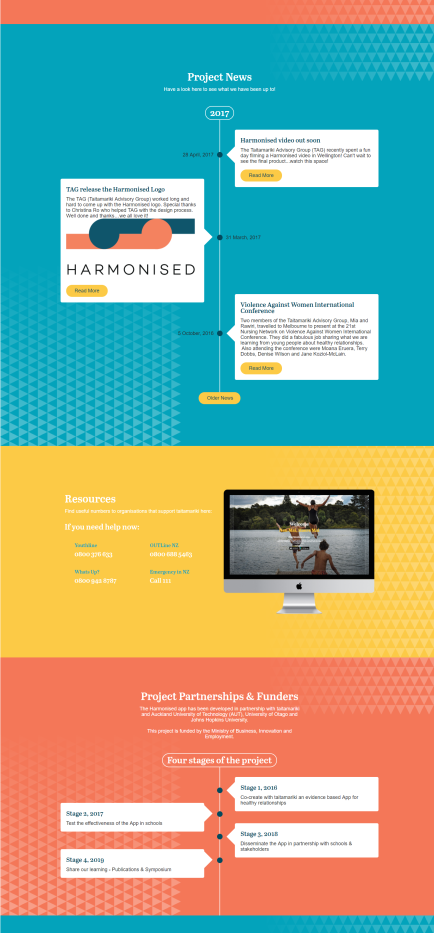 Project News
Have a look here to see what we have been up to!
2017
Harmonised video out soon
28 April, 2017
The Taitamariki Advisory Group (TAG) recently spent a fun
day filming a Harmonised video in Wellington! Can't wait to
see the final product...watch this space!
Read More
TAG release the Harmonised Logo
The TAG (Taitamariki Advisory Group) worked long and
hard to come up with the Harmonised logo. Special thanks
to Christina Ro who helped TAG with the design process.
Well done and thanks...we all love it!
31 March, 2017
HARMONISED
Read More
Violence Against Women International
Conference
Two members of the Taitamariki Advisory Group, Mia and
Rawiri, travelled to Melbourne to present at the 21st
Nursing Network on Violence Against Women International
Conference. They did a fabulous job sharing what we are
learning from young people about healthy relationships.
Also attending the conference were Moana Eruera, Terry
Dobbs, Denise Wilson and Jane Koziol-McLain.
October, 2016
Read More
Older News
Resources
Find useful numbers to organisations that support taitamariki here:
If you need help now:
Youthline
0800 376 633
OUTLine NZ
0800 688 5463
Whats Up?
0800 942 8787
Emergency in NZ
Call 111
Welcome
Project Partnerships & Funders
The Harmonised app has been developed in partnership with taitamariki
and Auckland University of Technology (AUT), University of Otago and
Johns Hopkins University.
This project is funded by the Ministry of Business, Innovation and
Employment.
Four stages of the project
Stage 1, 2016
Co-create with taitamariki an evidence based App for
healthy relationships
Stage 2, 2017
Test the effectiveness of the App in schools
Stage 3, 2018
Disseminate the App in partnership with schools &
stakeholders
Stage 4, 2019
Share our learning - Publications & Symposium